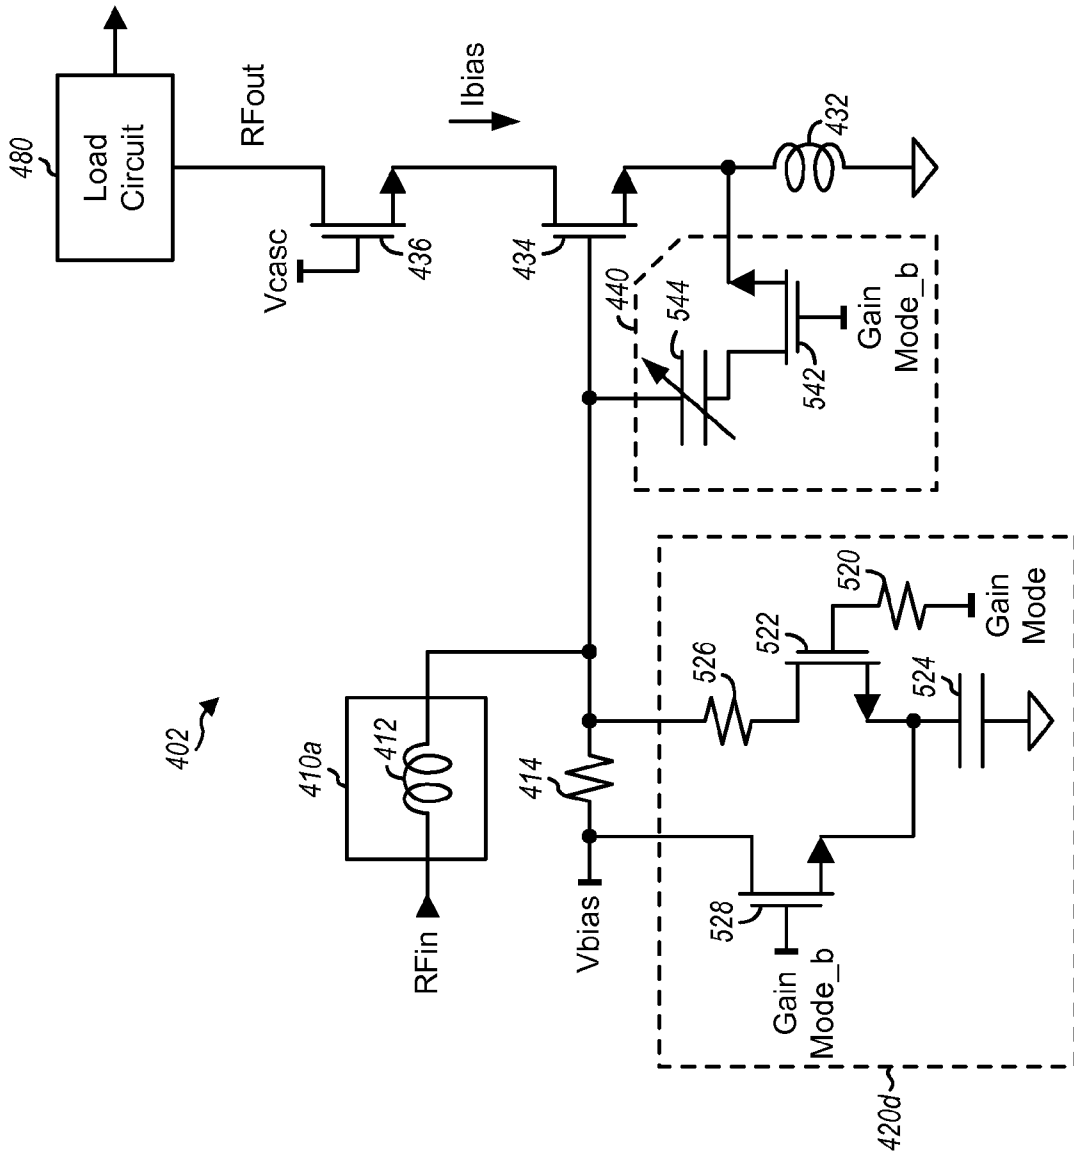 480
Load
Circuit
RFout
Ibias
Vcasc
436
434
432
440
544
542
Gain
Mode_b
402
410a
412
RFin
414
Vbias
526
522
520
Gain
Mode
524
528
Gain
Mode_b
420d